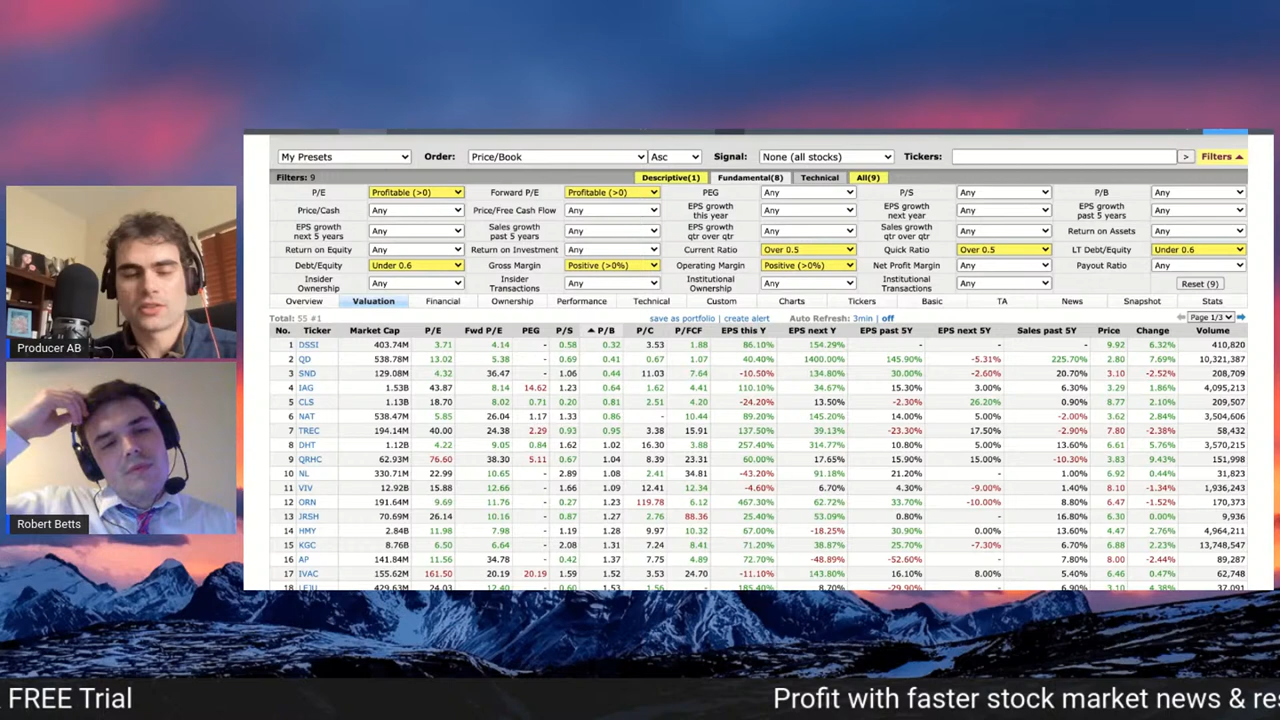 My Presets Order: Price/Book Asc Signal: None (all stocks) Tickers: > Filters
Filters: 9 Descriptive(1) Fundamental(8) Technical All(9)
P/E Profitable (>0) Forward P/E Profitable (>0) PEG Any P/S Any P/B Any
Price/Cash Any Price/Free Cash Flow Any EPS growth this year Any EPS growth next year Any EPS growth past 5 years Any
EPS growth next 5 years Any Sales growth past 5 years Any EPS growth qtr over qtr Any Sales growth qtr over qtr Any Return on Assets Any
Return on Equity Any Return on Investment Any Current Ratio Over 0.5 Quick Ratio Over 0.5 LT Debt/Equity Under 0.6
Debt/Equity Under 0.6 Gross Margin Positive (>0%) Operating Margin Positive (>0%) Net Profit Margin Any Payout Ratio Any
Insider Ownership Any Insider Transactions Any Institutional Ownership Any Institutional Transactions Any Reset (9)
Overview Valuation Financial Ownership Performance Technical Custom Charts Tickers Basic TA News Snapshot Stats
Total: 55 #1 save as portfolio | create alert Auto Refresh: 3min | off Page 1/3
No. Ticker Market Cap P/E Fwd P/E PEG P/S P/B P/C P/FCF EPS this Y EPS next Y EPS past 5Y EPS next 5Y Sales past 5Y Price Change Volume
1 DSSI 403.74M 3.71 4.14 - 0.58 0.32 3.53 1.88 86.10% 154.29% - - - 9.92 6.32% 410,820
2 QD 538.78M 13.02 5.38 - 0.69 0.41 0.67 1.07 40.40% 1400.00% 145.90% -5.31% 225.70% 2.80 7.69% 10,321,387
3 SND 129.08M 4.32 36.47 - 1.06 0.44 11.03 7.64 -10.50% 134.80% 30.00% -2.60% 20.70% 3.10 -2.52% 208,709
4 IAG 1.53B 43.87 8.14 14.62 1.23 0.64 1.62 4.41 110.10% 34.67% 15.30% 3.00% 6.30% 3.29 1.86% 4,095,213
5 CLS 1.13B 18.70 8.02 0.71 0.20 0.81 2.51 4.20 -24.20% 13.50% -2.30% 26.20% 0.90% 8.77 2.10% 209,507
6 NAT 538.47M 5.85 26.04 1.17 1.33 0.86 - 10.44 89.20% 145.20% 14.00% 5.00% -2.00% 3.62 2.84% 3,504,606
7 TREC 194.14M 40.00 24.38 2.29 0.93 0.95 3.38 15.91 137.50% 39.13% -23.30% 17.50% -2.90% 7.80 -2.38% 58,432
8 DHT 1.12B 4.22 9.05 0.84 1.62 1.02 16.30 3.88 257.40% 314.77% 10.80% 5.00% 13.60% 6.61 5.76% 3,570,215
9 QRHC 62.93M 76.60 38.30 5.11 0.67 1.04 8.39 23.31 60.00% 17.65% 15.90% 15.00% -10.30% 3.83 9.43% 151,998
10 NL 330.71M 22.99 10.65 - 2.89 1.08 2.41 34.81 -43.20% 91.18% 21.20% - 1.00% 6.92 0.44% 31,823
11 VIV 12.92B 15.88 12.66 - 1.66 1.09 12.41 12.34 -4.60% 6.70% 4.30% -9.00% 1.40% 8.10 -1.34% 1,936,243
12 ORN 191.64M 9.69 11.76 - 0.27 1.23 119.78 6.12 467.30% 62.72% 33.70% -10.00% 8.80% 6.47 -1.52% 170,373
13 JRSH 70.69M 26.14 10.16 - 0.87 1.27 2.76 88.36 25.40% 53.09% 0.80% - 16.80% 6.30 0.00% 9,936
14 HMY 2.84B 11.98 7.98 - 1.19 1.28 9.97 10.32 67.00% -18.25% 30.90% 0.00% 13.60% 4.47 2.76% 4,964,211
15 KGC 8.76B 6.50 6.64 - 2.08 1.31 7.24 8.41 71.20% 38.87% 25.70% -7.30% 6.70% 6.88 2.23% 13,748,547
16 AP 141.84M 11.56 34.78 - 0.42 1.37 7.75 4.89 72.70% -48.89% -52.60% - 7.80% 8.00 -2.44% 89,287
17 IVAC 155.62M 161.50 20.19 20.19 1.59 1.52 3.53 24.70 -11.10% 143.80% 16.10% 8.00% 5.40% 6.46 0.47% 62,748
18 LEJU 429.63M 24.03 12.40 - 0.60 1.53 1.56 - 185.40% 8.70% -29.90% - 3.10 4.38% 37,091
Producer AB
Robert Betts
FREE Trial Profit with faster stock market news & re